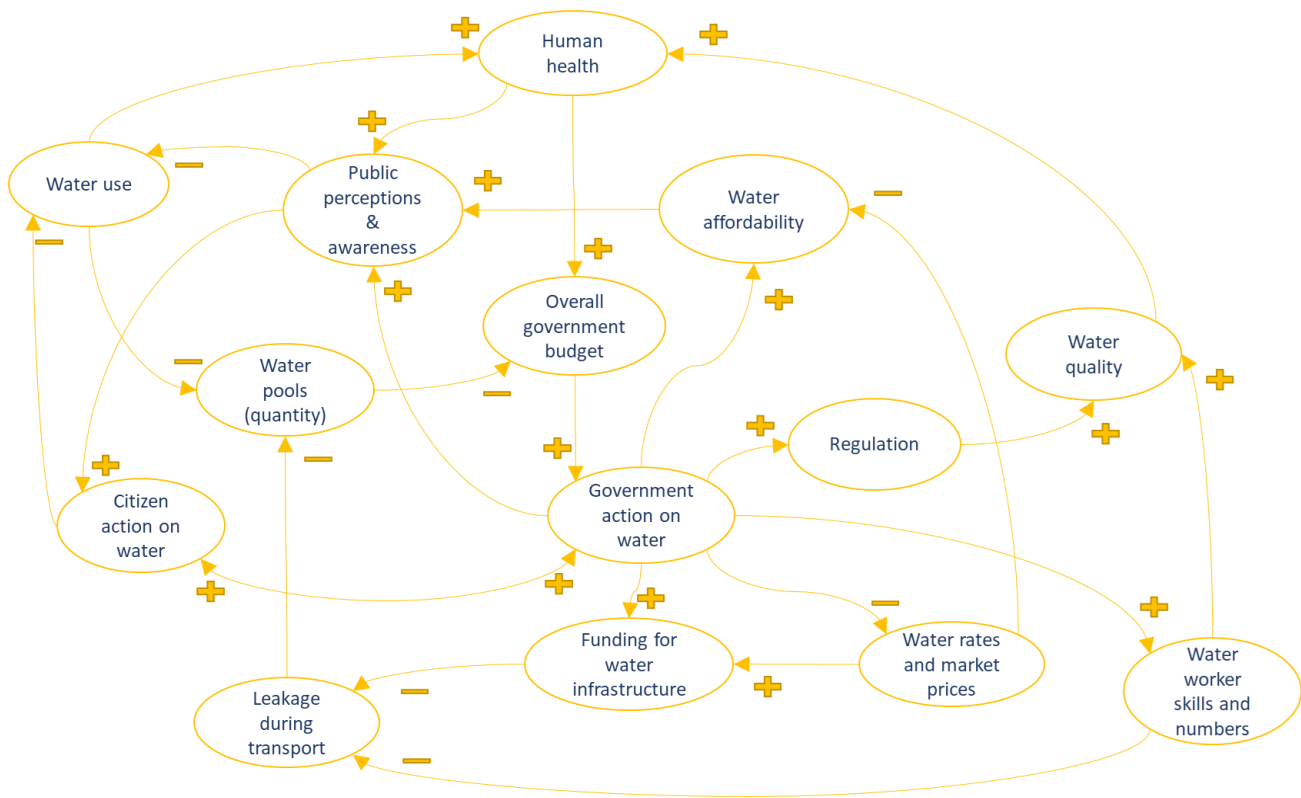 Human
health
Water use
Public
perceptions
&
awareness
Water
affordability
Overall
government
budget
Water
quality
Water
pools
(quantity)
Regulation
Citizen
action on
water
Government
action on
water
Funding for
water
infrastructure
Water rates
and market
prices
Water
worker
skills and
numbers
Leakage
during
transport